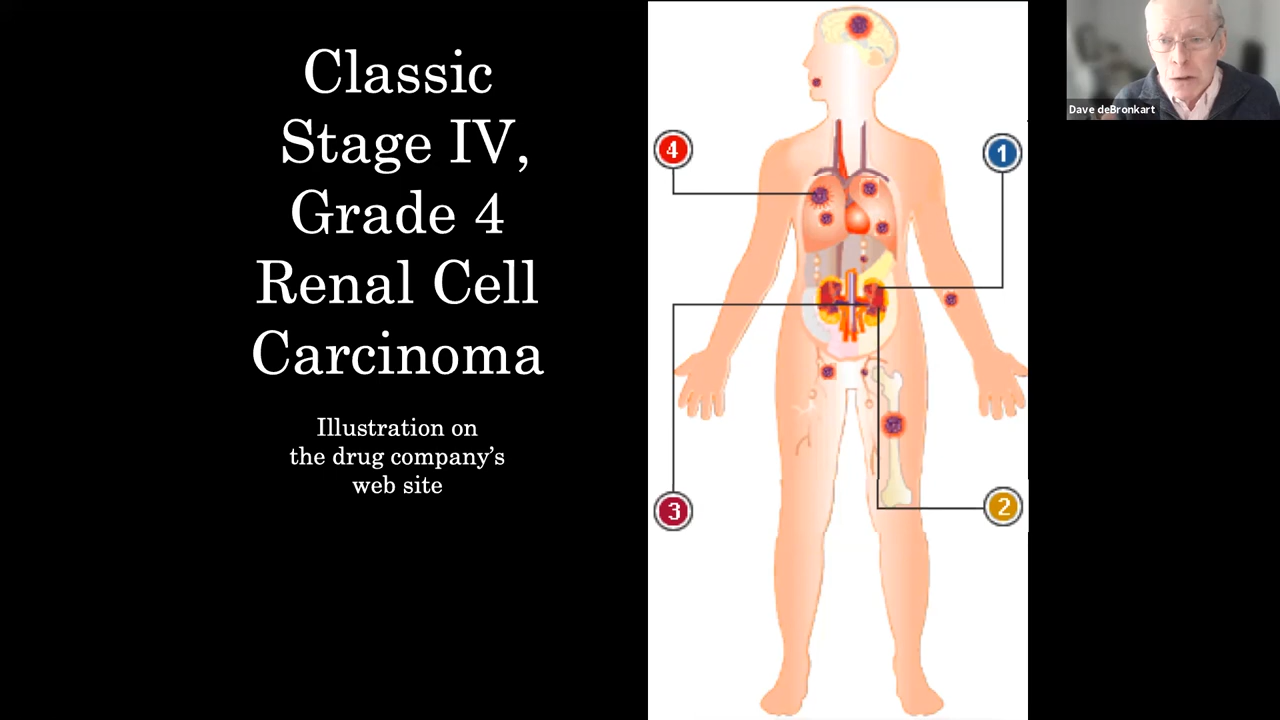 Classic
Stage IV,
Grade 4
Renal Cell
Carcinoma
Illustration on
the drug company's
web site
4
1
3
2
Dave deBronkart